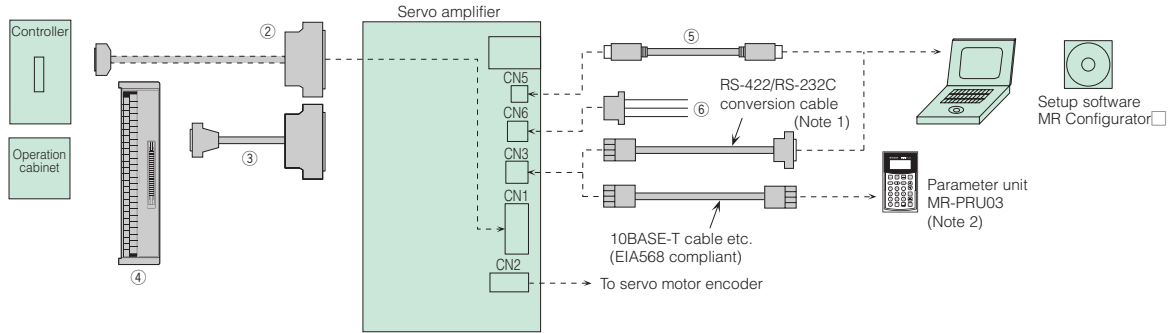 Servo amplifier
Controller
Operation
cabinet
②
③
④
CN5
CN6
CN3
CN1
CN2
⑤
⑥
RS-422/RS-232C
conversion cable
(Note 1)
10BASE-T cable etc.
(EIA568 compliant)
To servo motor encoder
Setup software
MR Configurator□
Parameter unit
MR-PRU03
(Note 2)